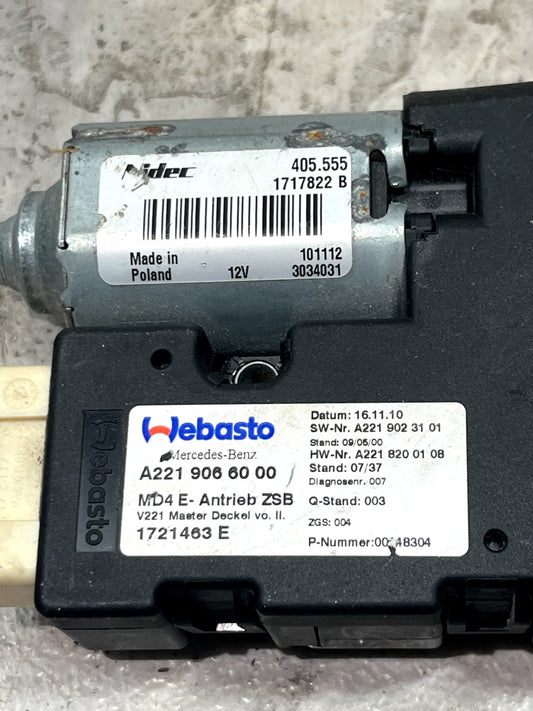 Nidec
405.555
1717822 B
Made in
Poland
12V
101112
3034031
Webasto
Webasto
Mercedes-Benz
A221 906 60 00
MD4 E- Antrieb ZSB
V221 Master Deckel vo. II.
1721463 E
Datum: 16.11.10
SW-Nr. A221 902 31 01
Stand: 09/05/00
HW-Nr. A221 820 01 08
Stand: 07/37
Diagnosenr. 007
Q-Stand: 003
ZGS: 004
P-Nummer: